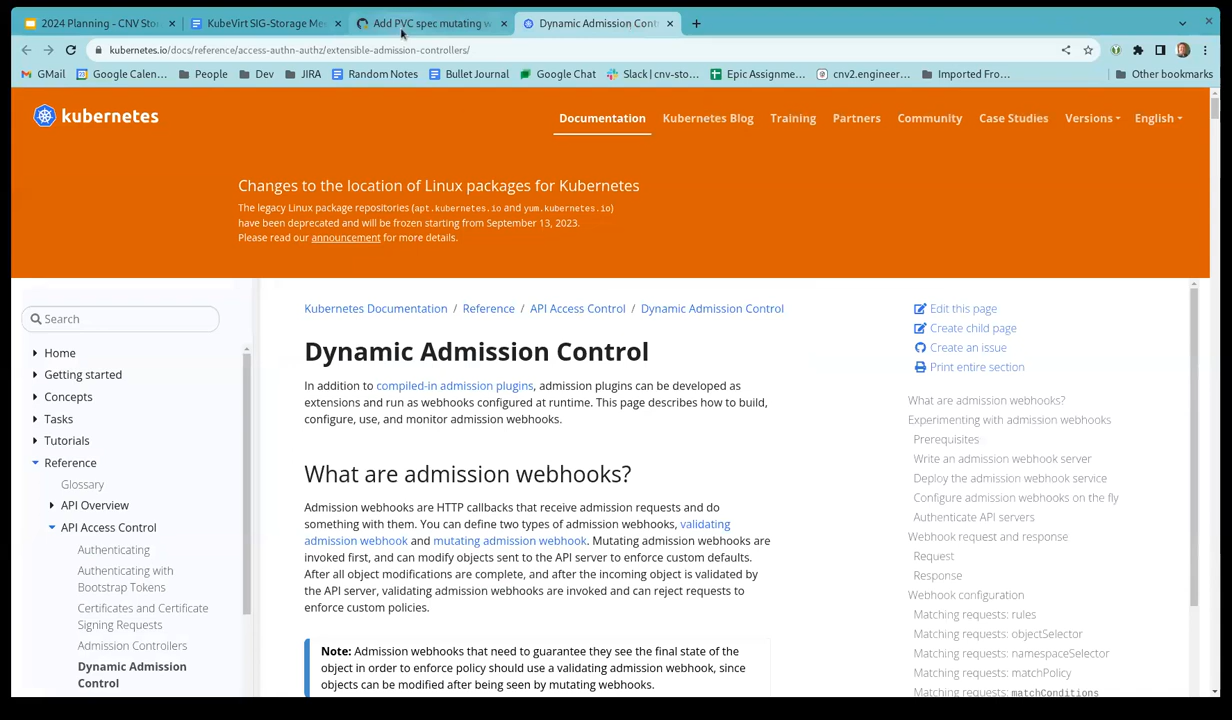 2024 Planning - CNV Sto
KubeVirt SIG-Storage Me
Add PVC spec mutating w
Dynamic Admission Cont
kubernetes.io/docs/reference/access-authn-authz/extensible-admission-controllers/
GMail
Google Calen...
People
Dev
JIRA
Random Notes
Bullet Journal
Google Chat
Slack | cnv-sto...
Epic Assignme...
cnv2.engineer...
Imported Fro...
Other bookmarks
kubernetes
Documentation
Kubernetes Blog
Training
Partners
Community
Case Studies
Versions
English
Changes to the location of Linux packages for Kubernetes
The legacy Linux package repositories (apt.kubernetes.io and yum.kubernetes.io)
have been deprecated and will be frozen starting from September 13, 2023.
Please read our announcement for more details.
Search
Home
Getting started
Concepts
Tasks
Tutorials
Reference
Glossary
API Overview
API Access Control
Authenticating
Authenticating with
Bootstrap Tokens
Certificates and Certificate
Signing Requests
Admission Controllers
Dynamic Admission
Control
Kubernetes Documentation / Reference / API Access Control / Dynamic Admission Control
Dynamic Admission Control
In addition to compiled-in admission plugins, admission plugins can be developed as
extensions and run as webhooks configured at runtime. This page describes how to build,
configure, use, and monitor admission webhooks.
What are admission webhooks?
Admission webhooks are HTTP callbacks that receive admission requests and do
something with them. You can define two types of admission webhooks, validating
admission webhook and mutating admission webhook. Mutating admission webhooks are
invoked first, and can modify objects sent to the API server to enforce custom defaults.
After all object modifications are complete, and after the incoming object is validated by
the API server, validating admission webhooks are invoked and can reject requests to
enforce custom policies.
Note: Admission webhooks that need to guarantee they see the final state of the
object in order to enforce policy should use a validating admission webhook, since
objects can be modified after being seen by mutating webhooks.
Edit this page
Create child page
Create an issue
Print entire section
What are admission webhooks?
Experimenting with admission webhooks
Prerequisites
Write an admission webhook server
Deploy the admission webhook service
Configure admission webhooks on the fly
Authenticate API servers
Webhook request and response
Request
Response
Webhook configuration
Matching requests: rules
Matching requests: objectSelector
Matching requests: namespaceSelector
Matching requests: matchPolicy
Matching requests: matchConditions